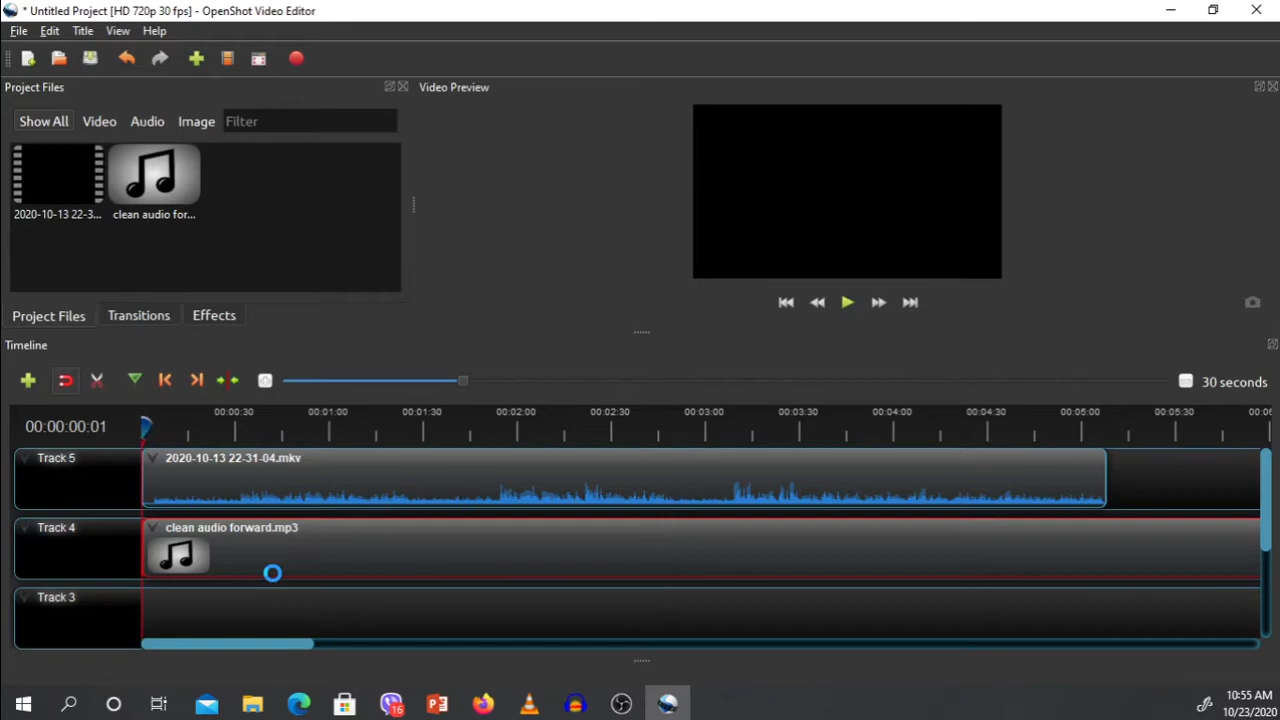 * Untitled Project [HD 720p 30 fps] - OpenShot Video Editor
File Edit Title View Help
Project Files
Video Preview
Show All Video Audio Image Filter
2020-10-13 22-3... clean audio for...
Project Files Transitions Effects
Timeline
30 seconds
00:00:00:01
00:00:30 00:01:00 00:01:30 00:02:00 00:02:30 00:03:00 00:03:30 00:04:00 00:04:30 00:05:00 00:05:30 00:0
Track 5 2020-10-13 22-31-04.mkv
Track 4 clean audio forward.mp3
Track 3
16
10:55 AM
10/23/2020